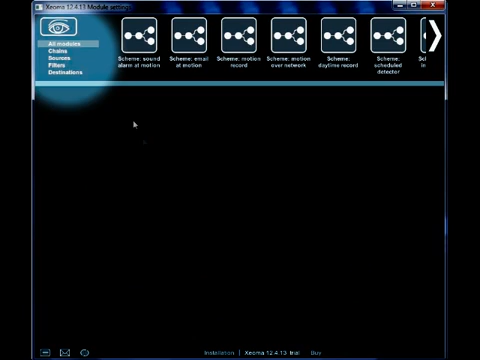 Xeoma 12.4.13 Module settings
All modules
Chains
Sources
Filters
Destinations
Scheme: sound alarm at motion
Scheme: email at motion
Scheme: motion record
Scheme: motion over network
Scheme: daytime record
Scheme: scheduled detector
Installation | Xeoma 12.4.13 trial Buy